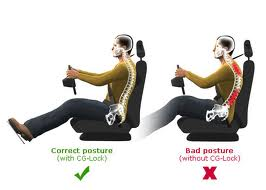 Correct posture
(with CG-Lock)
Bad posture
(without CG-Lock)